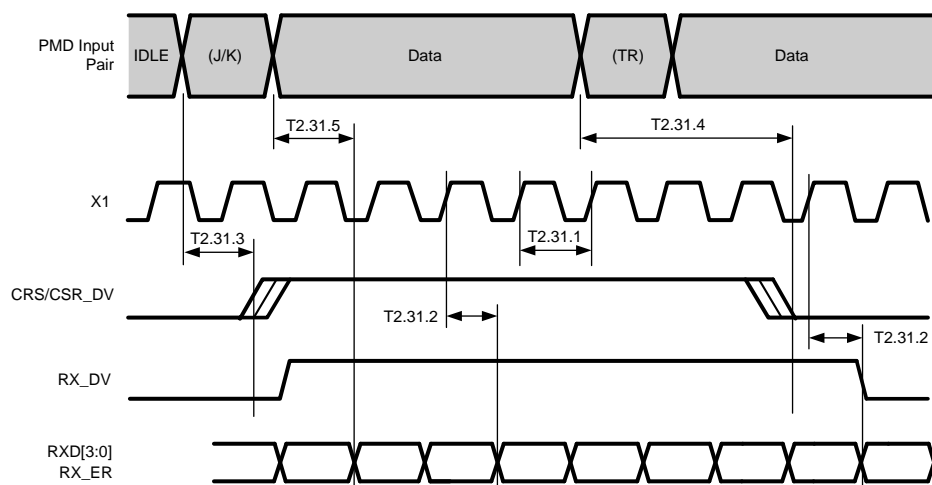 PMD Input
Pair
IDLE
(J/K)
Data
(TR)
Data
T2.31.5
T2.31.4
X1
T2.31.3
T2.31.1
CRS/CSR_DV
T2.31.2
T2.31.2
RX_DV
RXD[3:0]
RX_ER